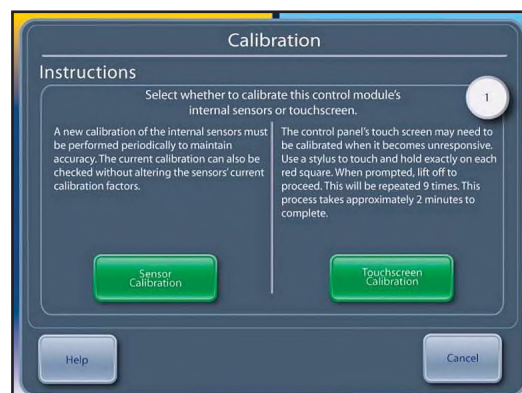 Calibration
Instructions
Select whether to calibrate this control module's
internal sensors or touchscreen.
1
A new calibration of the internal sensors must
be performed periodically to maintain
accuracy. The current calibration can also be
checked without altering the sensors' current
calibration factors.
The control panel's touch screen may need to
be calibrated when it becomes unresponsive.
Use a stylus to touch and hold exactly on each
red square. When prompted, lift off to
proceed. This will be repeated 9 times. This
process takes approximately 2 minutes to
complete.
Sensor
Calibration
Touchscreen
Calibration
Help
Cancel